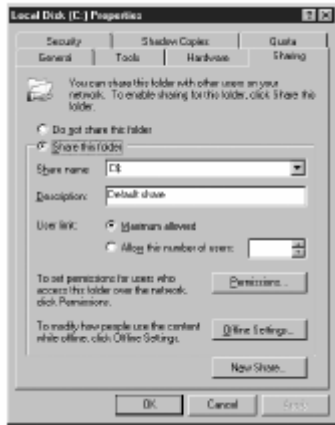 Local Disk (C:) Properties
Security Shadow Copies Quota
General Tools Hardware Sharing
You can share this folder with other users on your
network. To enable sharing for this folder, click Share this
folder.
Do not share this folder
Share this folder
Share name: C$
Description: Default share
User limit: Maximum allowed
Allow this number of users:
To set permissions for users who
access this folder over the network,
click Permissions.
Permissions...
To modify how people use the content
while offline, click Offline Settings.
Offline Settings...
New Share...
OK Cancel Apply